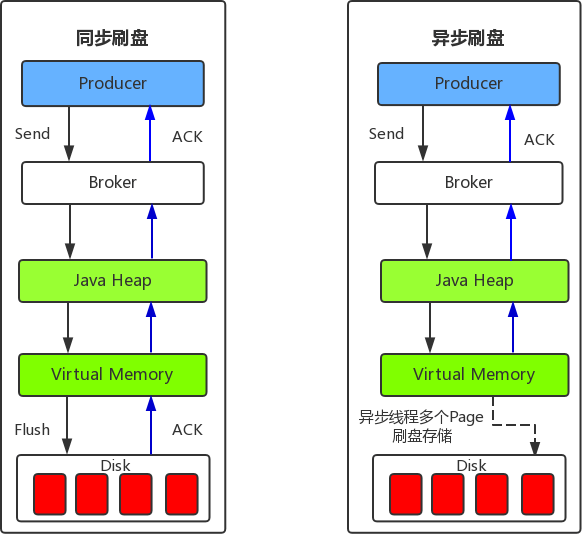 同步刷盘
Producer
Send
ACK
Broker
Java Heap
Virtual Memory
Flush
ACK
Disk
异步刷盘
Producer
Send
ACK
Broker
Java Heap
Virtual Memory
异步线程多个Page
刷盘存储
Disk